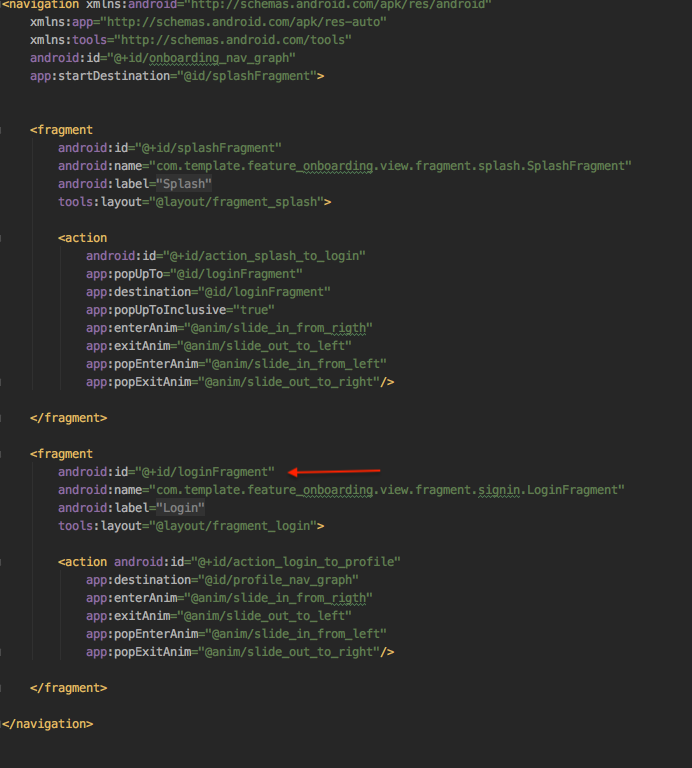 <navigation xmlns:android="http://schemas.android.com/apk/res/android"
xmlns:app="http://schemas.android.com/apk/res-auto"
xmlns:tools="http://schemas.android.com/tools"
android:id="@+id/onboarding_nav_graph"
app:startDestination="@id/splashFragment">
<fragment
android:id="@+id/splashFragment"
android:name="com.template.feature_onboarding.view.fragment.splash.SplashFragment"
android:label="Splash"
tools:layout="@layout/fragment_splash">
<action
android:id="@+id/action_splash_to_login"
app:popUpTo="@id/loginFragment"
app:destination="@id/loginFragment"
app:popUpToInclusive="true"
app:enterAnim="@anim/slide_in_from_rigth"
app:exitAnim="@anim/slide_out_to_left"
app:popEnterAnim="@anim/slide_in_from_left"
app:popExitAnim="@anim/slide_out_to_right"/>
</fragment>
<fragment
android:id="@+id/loginFragment"
android:name="com.template.feature_onboarding.view.fragment.signin.LoginFragment"
android:label="Login"
tools:layout="@layout/fragment_login">
<action android:id="@+id/action_login_to_profile"
app:destination="@id/profile_nav_graph"
app:enterAnim="@anim/slide_in_from_rigth"
app:exitAnim="@anim/slide_out_to_left"
app:popEnterAnim="@anim/slide_in_from_left"
app:popExitAnim="@anim/slide_out_to_right"/>
</fragment>
</navigation>